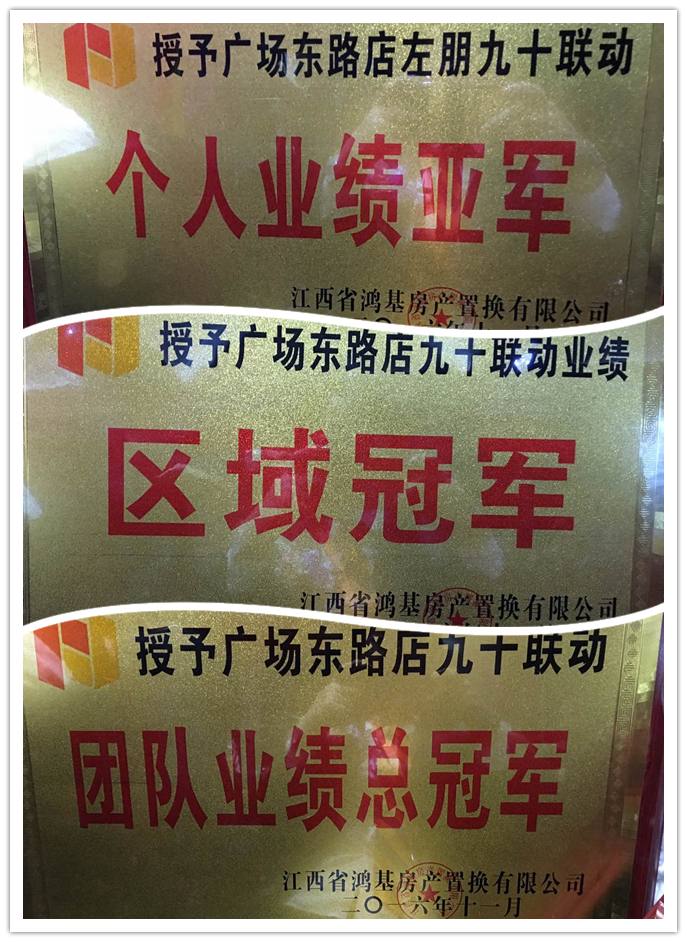 授予广场东路店左朋九十联动
个人业绩亚军
江西省鸿基房产置换有限公司
授予广场东路店九十联动业绩
区域冠军
江西省鸿基房产置换有限公司
授予广场东路店九十联动
团队业绩总冠军
江西省鸿基房产置换有限公司
二〇一六年十一月